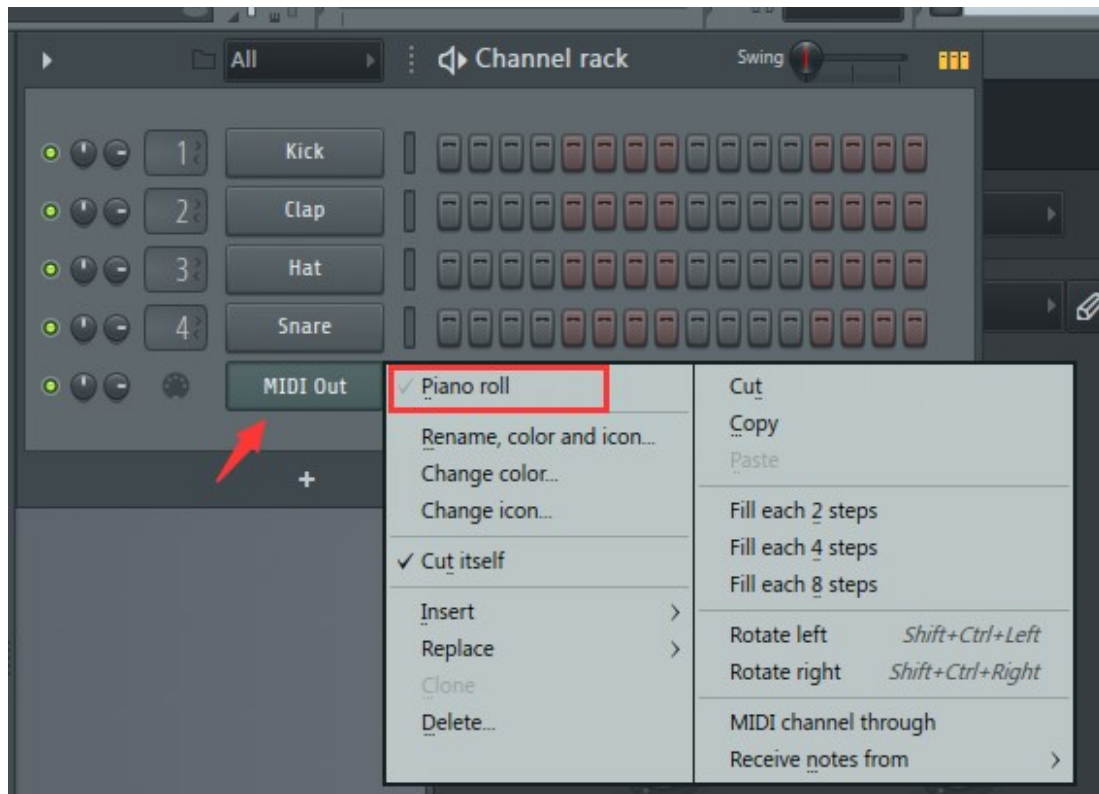 All
Channel rack
Swing
1
Kick
2
Clap
3
Hat
4
Snare
MIDI Out
+
✓ Piano roll
Rename, color and icon...
Change color...
Change icon...
✓ Cut itself
Insert >
Replace >
Clone
Delete...
Cut
Copy
Paste
Fill each 2 steps
Fill each 4 steps
Fill each 8 steps
Rotate left Shift+Ctrl+Left
Rotate right Shift+Ctrl+Right
MIDI channel through
Receive notes from >